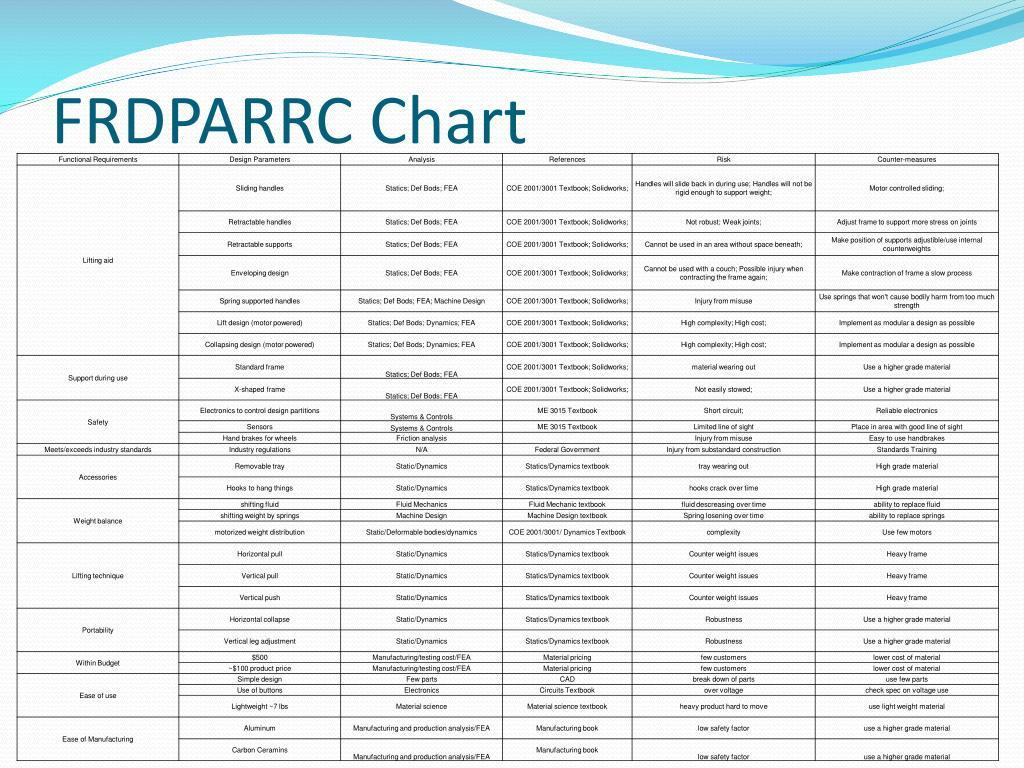 FRDPARRC Chart
Functional Requirements Design Parameters Analysis References Risk Counter-measures
Lifting aid
Sliding handles Statics; Def Bods; FEA COE 2001/3001 Textbook; Solidworks; Handles will slide back in during use; Handles will not be
rigid enough to support weight; Motor controlled sliding;
Retractable handles Statics; Def Bods; FEA COE 2001/3001 Textbook; Solidworks; Not robust; Weak joints; Adjust frame to support more stress on joints
Retractable supports Statics; Def Bods; FEA COE 2001/3001 Textbook; Solidworks; Cannot be used in an area without space beneath; Make position of supports adjustible/use internal
counterweights
Enveloping design Statics; Def Bods; FEA COE 2001/3001 Textbook; Solidworks; Cannot be used with a couch; Possible injury when
contracting the frame again; Make contraction of frame a slow process
Spring supported handles Statics; Def Bods; FEA; Machine Design COE 2001/3001 Textbook; Solidworks; Injury from misuse Use springs that won't cause bodily harm from too much
strength
Lift design (motor powered) Statics; Def Bods; Dynamics; FEA COE 2001/3001 Textbook; Solidworks; High complexity; High cost; Implement as modular a design as possible
Collapsing design (motor powered) Statics; Def Bods; Dynamics; FEA COE 2001/3001 Textbook; Solidworks; High complexity; High cost; Implement as modular a design as possible
Support during use
Standard frame Statics; Def Bods; FEA COE 2001/3001 Textbook; Solidworks; material wearing out Use a higher grade material
X-shaped frame Statics; Def Bods; FEA COE 2001/3001 Textbook; Solidworks; Not easily stowed; Use a higher grade material
Safety
Electronics to control design partitions Systems & Controls ME 3015 Textbook Short circuit; Reliable electronics
Sensors Systems & Controls ME 3015 Textbook Limited line of sight Place in area with good line of sight
Hand brakes for wheels Friction analysis Injury from misuse Easy to use handbrakes
Meets/exceeds industry standards Industry regulations N/A Federal Government Injury from substandard construction Standards Training
Accessories
Removable tray Static/Dynamics Statics/Dynamics textbook tray wearing out High grade material
Hooks to hang things Static/Dynamics Statics/Dynamics textbook hooks crack over time High grade material
Weight balance
shifting fluid Fluid Mechanics Fluid Mechanic textbook fluid descreasing over time ability to replace fluid
shifting weight by springs Machine Design Machine Design textbook Spring losening over time ability to replace springs
motorized weight distribution Static/Deformable bodies/dynamics COE 2001/3001/ Dynamics Textbook complexity Use few motors
Lifting technique
Horizontal pull Static/Dynamics Statics/Dynamics textbook Counter weight issues Heavy frame
Vertical pull Static/Dynamics Statics/Dynamics textbook Counter weight issues Heavy frame
Vertical push Static/Dynamics Statics/Dynamics textbook Counter weight issues Heavy frame
Portability
Horizontal collapse Static/Dynamics Statics/Dynamics textbook Robustness Use a higher grade material
Vertical leg adjustment Static/Dynamics Statics/Dynamics textbook Robustness Use a higher grade material
Within Budget
$500 Manufacturing/testing cost/FEA Material pricing few customers lower cost of material
~$100 product price Manufacturing/testing cost/FEA Material pricing few customers lower cost of material
Ease of use
Simple design Few parts CAD break down of parts use few parts
Use of buttons Electronics Circuits Textbook over voltage check spec on voltage use
Lightweight ~7 lbs Material science Material science textbook heavy product hard to move use light weight material
Ease of Manufacturing
Aluminum Manufacturing and production analysis/FEA Manufacturing book low safety factor use a higher grade material
Carbon Ceramins Manufacturing and production analysis/FEA Manufacturing book low safety factor use a higher grade material